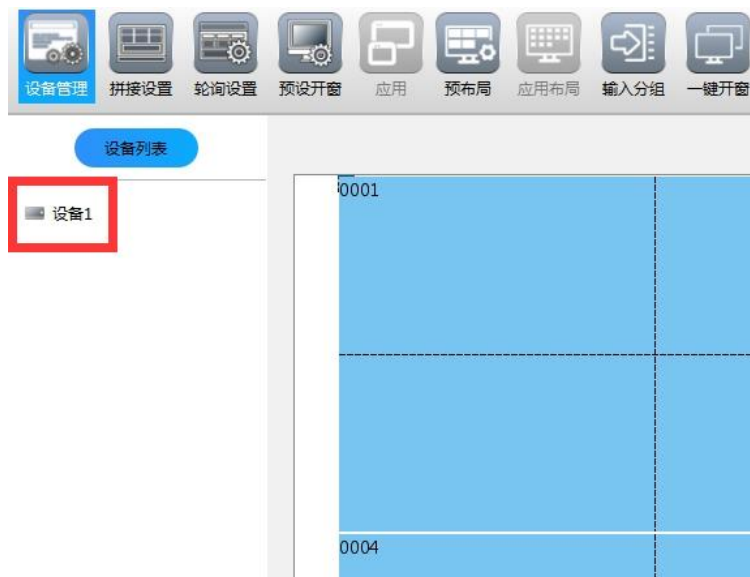 设备管理 拼接设置 轮询设置 预设开窗 应用 预布局 应用布局 输入分组 一键开窗
设备列表
设备1
0001
0004